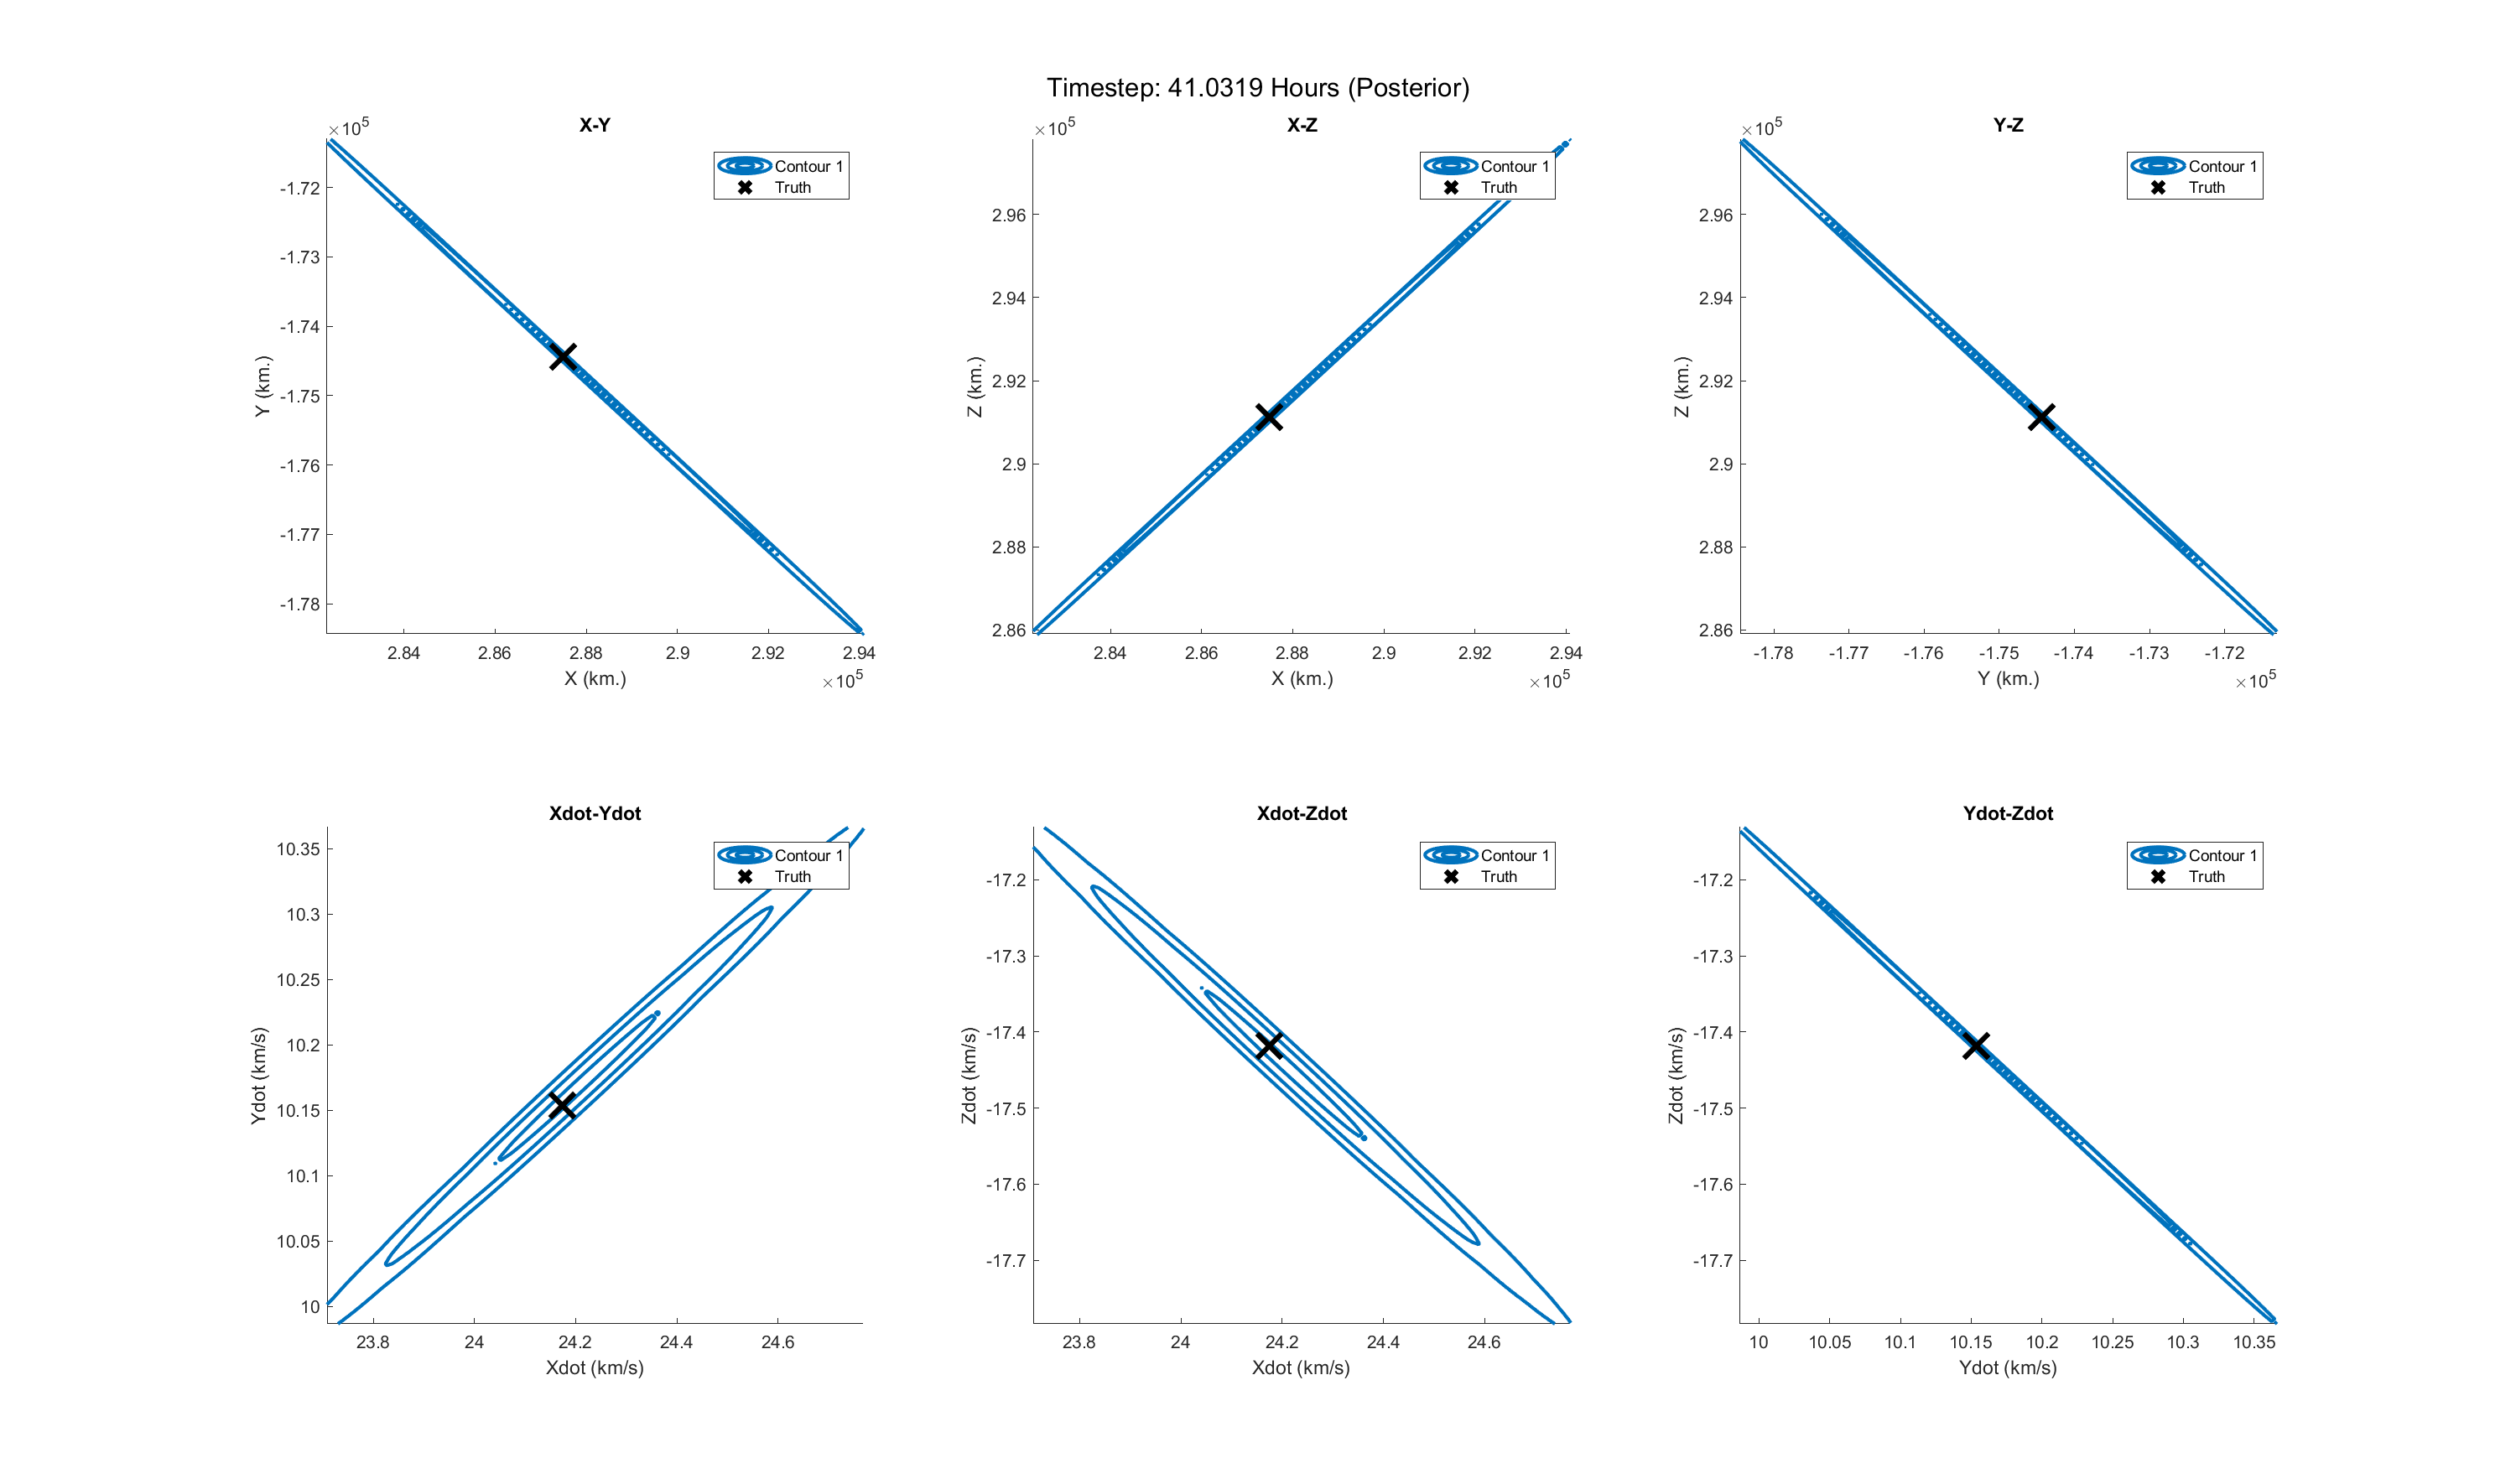 Timestep: 41.0319 Hours (Posterior)
X-Y
×10^5
Contour 1
Truth
-1.72
-1.73
-1.74
-1.75
-1.76
-1.77
-1.78
Y (km.)
2.84 2.86 2.88 2.9 2.92 2.94
X (km.)
×10^5
X-Z
×10^5
Contour 1
Truth
2.96
2.94
2.92
2.9
2.88
2.86
Z (km.)
2.84 2.86 2.88 2.9 2.92 2.94
X (km.)
×10^5
Y-Z
×10^5
Contour 1
Truth
2.96
2.94
2.92
2.9
2.88
2.86
Z (km.)
-1.78 -1.77 -1.76 -1.75 -1.74 -1.73 -1.72
Y (km.)
×10^5
Xdot-Ydot
Contour 1
Truth
10.35
10.3
10.25
10.2
10.15
10.1
10.05
10
Ydot (km/s)
23.8 24 24.2 24.4 24.6
Xdot (km/s)
Xdot-Zdot
Contour 1
Truth
-17.2
-17.3
-17.4
-17.5
-17.6
-17.7
Zdot (km/s)
23.8 24 24.2 24.4 24.6
Xdot (km/s)
Ydot-Zdot
Contour 1
Truth
-17.2
-17.3
-17.4
-17.5
-17.6
-17.7
Zdot (km/s)
10 10.05 10.1 10.15 10.2 10.25 10.3 10.35
Ydot (km/s)